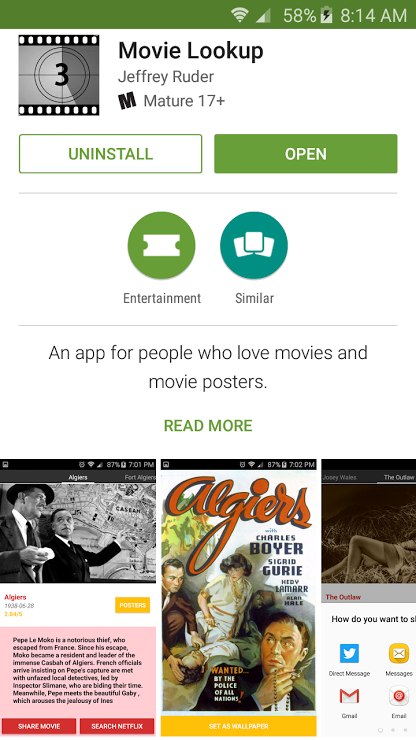 58% 8:14 AM
3
Movie Lookup
Jeffrey Ruder
M Mature 17+
UNINSTALL
OPEN
Entertainment
Similar
An app for people who love movies and
movie posters.
READ MORE
87% 7:01 PM
Algiers
Fort Algiers
CASBAH
Algiers
1938-06-28
2.84/5
POSTERS
Pepe Le Moko is a notorious thief, who
escaped from France. Since his escape,
Moko became a resident and leader of the
immense Casbah of Algiers. French officials
arrive insisting on Pepe's capture are met
with unfazed local detectives, led by
Inspector Slimane, who are biding their time.
Meanwhile, Pepe meets the beautiful Gaby ,
which arouses the jealousy of Ines
SHARE MOVIE
SEARCH NETFLIX
87% 7:02 PM
Algiers
WITH
CHARLES
BOYER
SIGRID
GURIE
HEDY
LAMARR
ALAN
HALE
WANTED...
BY THE
POLICE
OF ALL
NATIONS!
SET AS WALLPAPER
Josey Wales
The Outlaw
The Outlaw
How do you want to sh
Direct Message
Messages
Gmail
Email